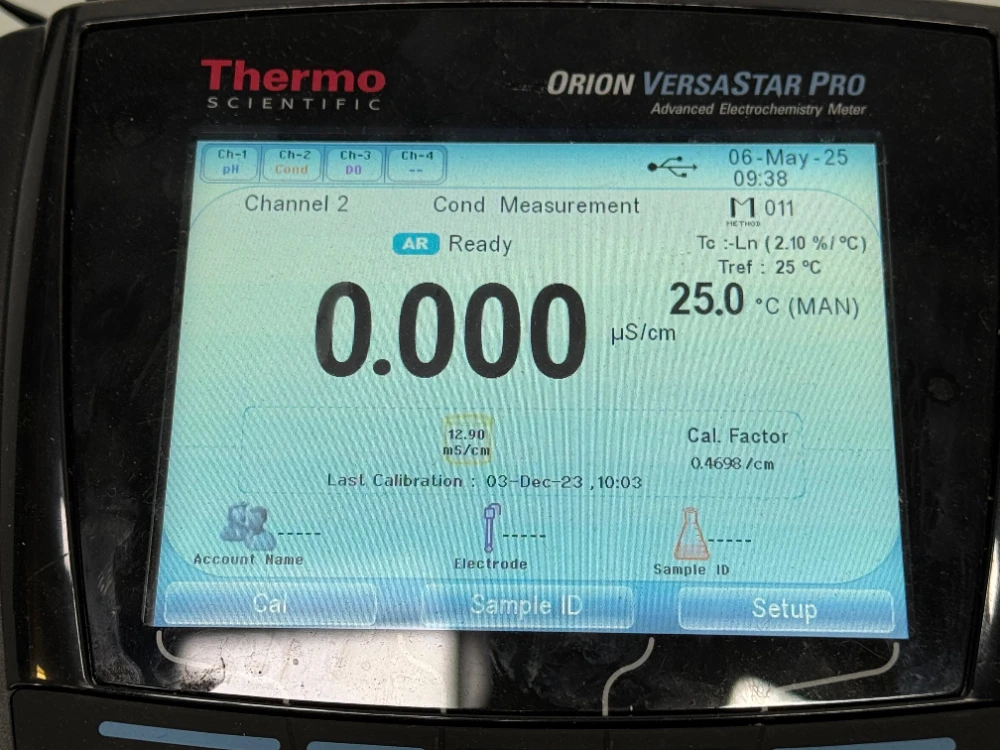 Thermo
SCIENTIFIC
ORION VERSASTAR PRO
Advanced Electrochemistry Meter
Ch-1 Ch-2 Ch-3 Ch-4
pH Cond DO --
06-May-25
09:38
Channel 2 Cond Measurement M 011
METHOD
AR Ready
Tc :-Ln (2.10 %/°C)
Tref : 25 °C
25.0 °C (MAN)
0.000 µS/cm
12.90
mS/cm
Cal. Factor
0.4698 /cm
Last Calibration : 03-Dec-23 ,10:03
-----
-----
-----
Account Name
Electrode
Sample ID
Cal Sample ID Setup